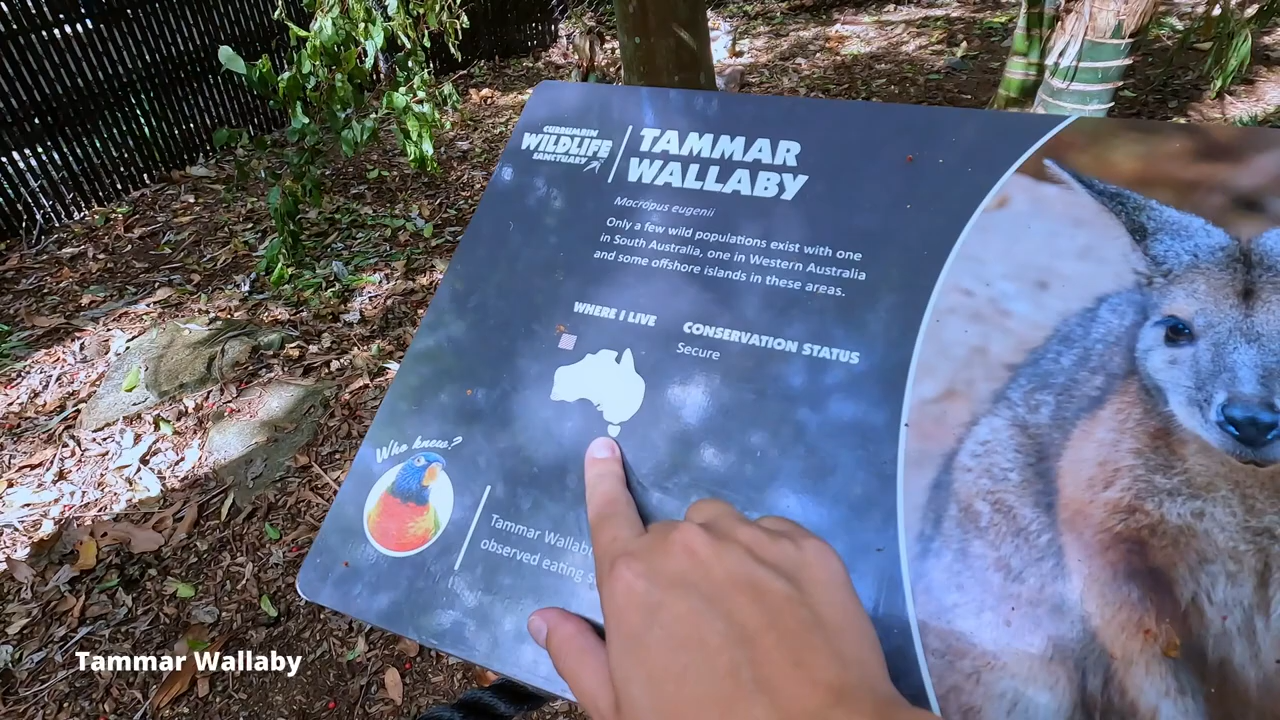 CURRUMBIN
WILDLIFE
SANCTUARY
TAMMAR
WALLABY
Macropus eugenii
Only a few wild populations exist with one
in South Australia, one in Western Australia
and some offshore islands in these areas.
WHERE I LIVE
CONSERVATION STATUS
Secure
Who knew?
Tammar
observed eating
Tammar Wallaby